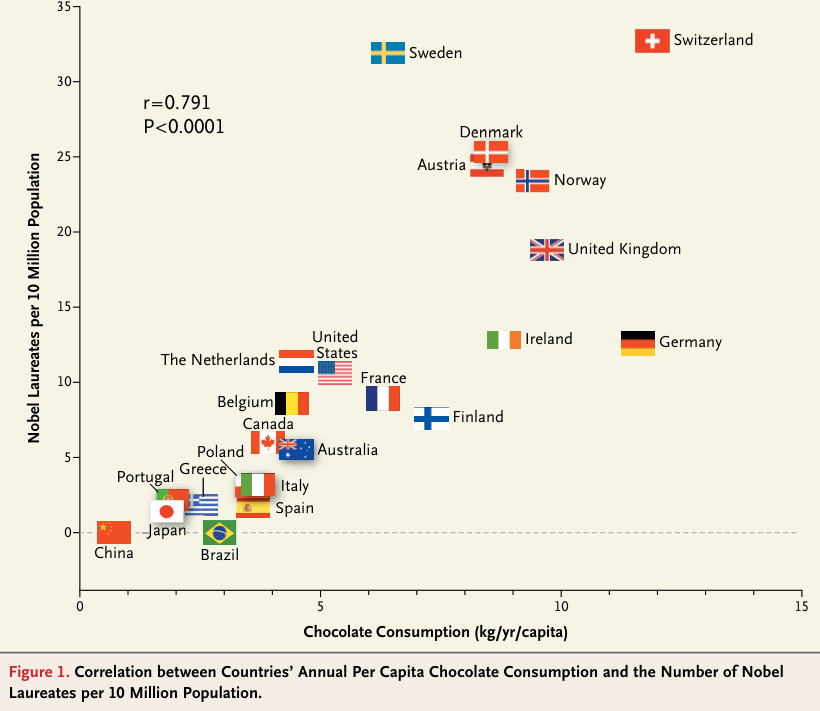 35
30
25
20
15
10
5
0
Nobel Laureates per 10 Million Population
r=0.791
P<0.0001
Sweden
Switzerland
Denmark
Austria
Norway
United Kingdom
Ireland
Germany
United
States
The Netherlands
France
Belgium
Finland
Canada
Australia
Poland
Greece
Portugal
Italy
Spain
Japan
China
Brazil
0
5
10
15
Chocolate Consumption (kg/yr/capita)
Figure 1. Correlation between Countries’ Annual Per Capita Chocolate Consumption and the Number of Nobel
Laureates per 10 Million Population.